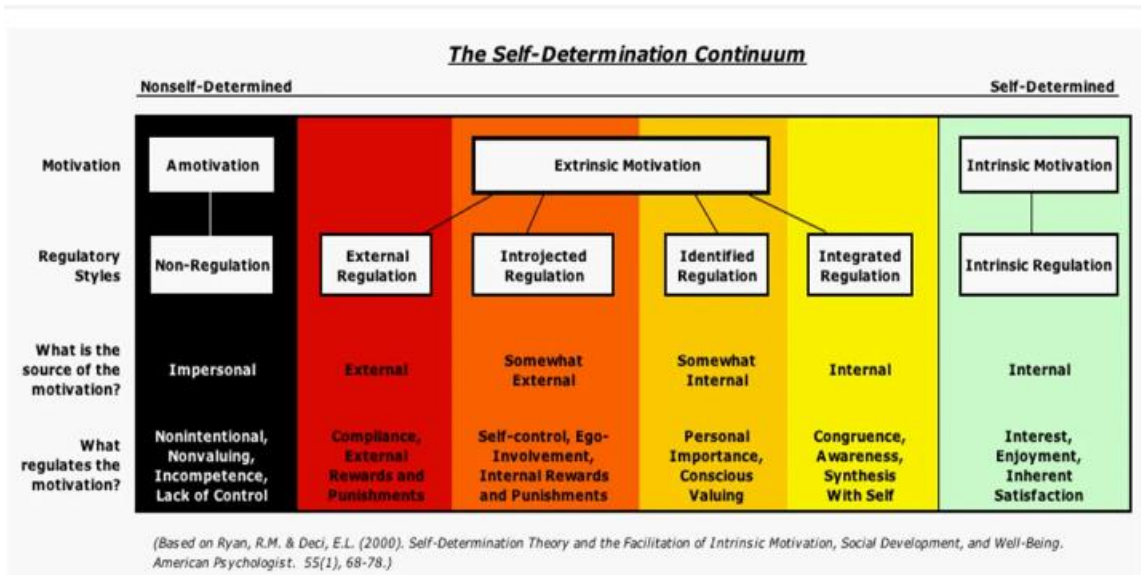 The Self-Determination Continuum
Nonself-Determined
Self-Determined
Motivation
Amotivation
Extrinsic Motivation
Intrinsic Motivation
Regulatory
Styles
Non-Regulation
External
Regulation
Introjected
Regulation
Identified
Regulation
Integrated
Regulation
Intrinsic Regulation
What is the
source of the
motivation?
Impersonal
External
Somewhat
External
Somewhat
Internal
Internal
Internal
What
regulates the
motivation?
Nonintentional,
Nonvaluing,
Incompetence,
Lack of Control
Compliance,
External
Rewards and
Punishments
Self-control, Ego-
Involvement,
Internal Rewards
and Punishments
Personal
Importance,
Conscious
Valuing
Congruence,
Awareness,
Synthesis
With Self
Interest,
Enjoyment,
Inherent
Satisfaction
(Based on Ryan, R.M. & Deci, E.L. (2000). Self-Determination Theory and the Facilitation of Intrinsic Motivation, Social Development, and Well-Being.
American Psychologist. 55(1), 68-78.)